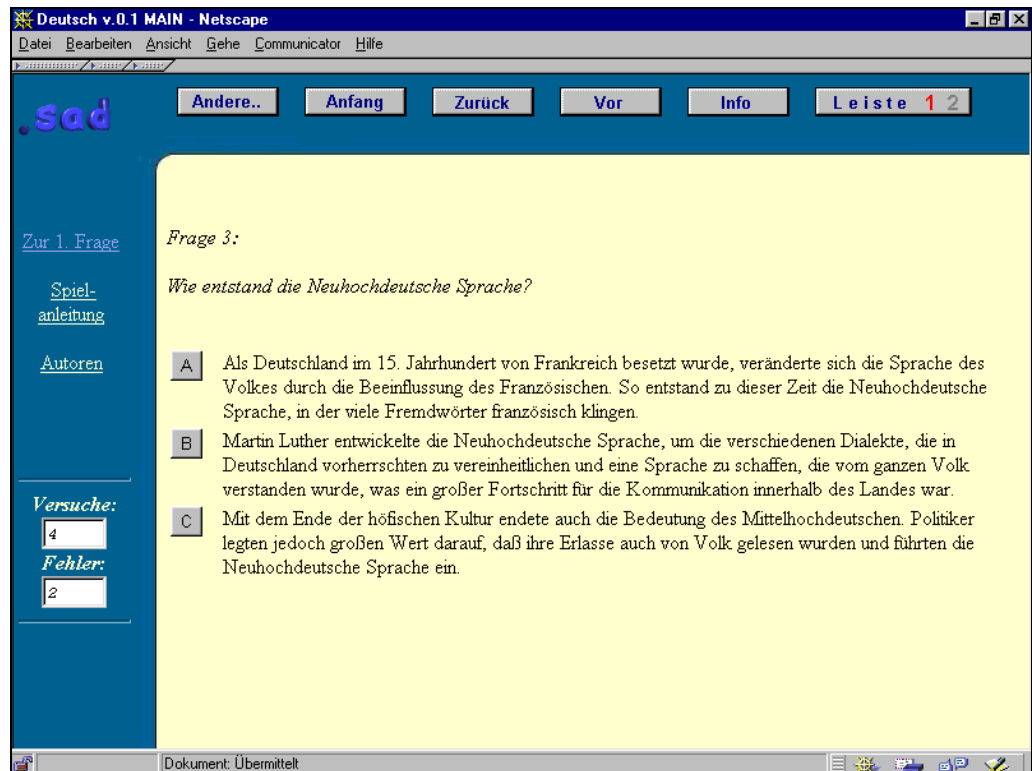 Deutsch v.0.1 MAIN - Netscape
Datei Bearbeiten Ansicht Gehe Communicator Hilfe
.sad
Andere.. Anfang Zurück Vor Info Leiste 1 2
Zur 1. Frage
Spiel-
anleitung
Autoren
Versuche:
4
Fehler:
2
Frage 3:
Wie entstand die Neuhochdeutsche Sprache?
A Als Deutschland im 15. Jahrhundert von Frankreich besetzt wurde, veränderte sich die Sprache des
Volkes durch die Beeinflussung des Französischen. So entstand zu dieser Zeit die Neuhochdeutsche
Sprache, in der viele Fremdwörter französisch klingen.
B Martin Luther entwickelte die Neuhochdeutsche Sprache, um die verschiedenen Dialekte, die in
Deutschland vorherrschten zu vereinheitlichen und eine Sprache zu schaffen, die vom ganzen Volk
verstanden wurde, was ein großer Fortschritt für die Kommunikation innerhalb des Landes war.
C Mit dem Ende der höfischen Kultur endete auch die Bedeutung des Mittelhochdeutschen. Politiker
legten jedoch großen Wert darauf, daß ihre Erlasse auch von Volk gelesen wurden und führten die
Neuhochdeutsche Sprache ein.
Dokument: Übermittelt